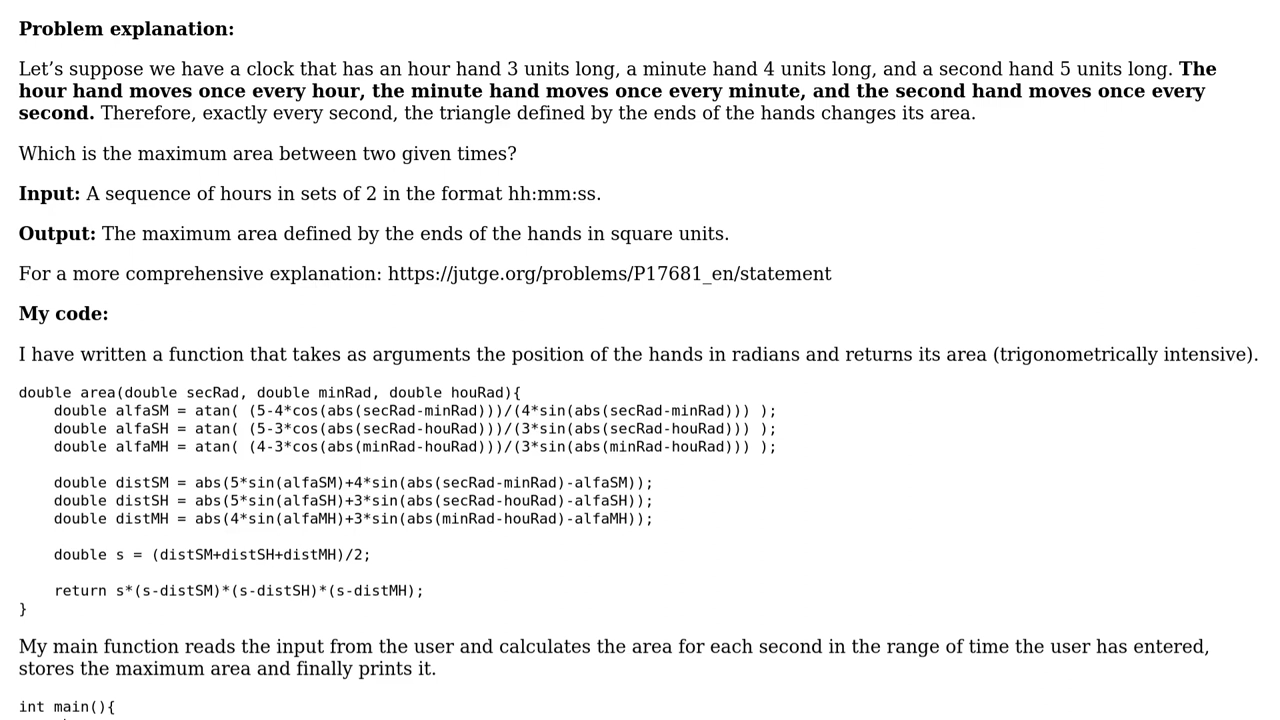 Problem explanation:
Let’s suppose we have a clock that has an hour hand 3 units long, a minute hand 4 units long, and a second hand 5 units long. The
hour hand moves once every hour, the minute hand moves once every minute, and the second hand moves once every
second. Therefore, exactly every second, the triangle defined by the ends of the hands changes its area.
Which is the maximum area between two given times?
Input: A sequence of hours in sets of 2 in the format hh:mm:ss.
Output: The maximum area defined by the ends of the hands in square units.
For a more comprehensive explanation: https://jutge.org/problems/P17681_en/statement
My code:
I have written a function that takes as arguments the position of the hands in radians and returns its area (trigonometrically intensive).
double area(double secRad, double minRad, double houRad){
    double alfaSM = atan( (5-4*cos(abs(secRad-minRad)))/(4*sin(abs(secRad-minRad))) );
    double alfaSH = atan( (5-3*cos(abs(secRad-houRad)))/(3*sin(abs(secRad-houRad))) );
    double alfaMH = atan( (4-3*cos(abs(minRad-houRad)))/(3*sin(abs(minRad-houRad))) );
    double distSM = abs(5*sin(alfaSM)+4*sin(abs(secRad-minRad)-alfaSM));
    double distSH = abs(5*sin(alfaSH)+3*sin(abs(secRad-houRad)-alfaSH));
    double distMH = abs(4*sin(alfaMH)+3*sin(abs(minRad-houRad)-alfaMH));
    double s = (distSM+distSH+distMH)/2;
    return s*(s-distSM)*(s-distSH)*(s-distMH);
}
My main function reads the input from the user and calculates the area for each second in the range of time the user has entered,
stores the maximum area and finally prints it.
int main(){